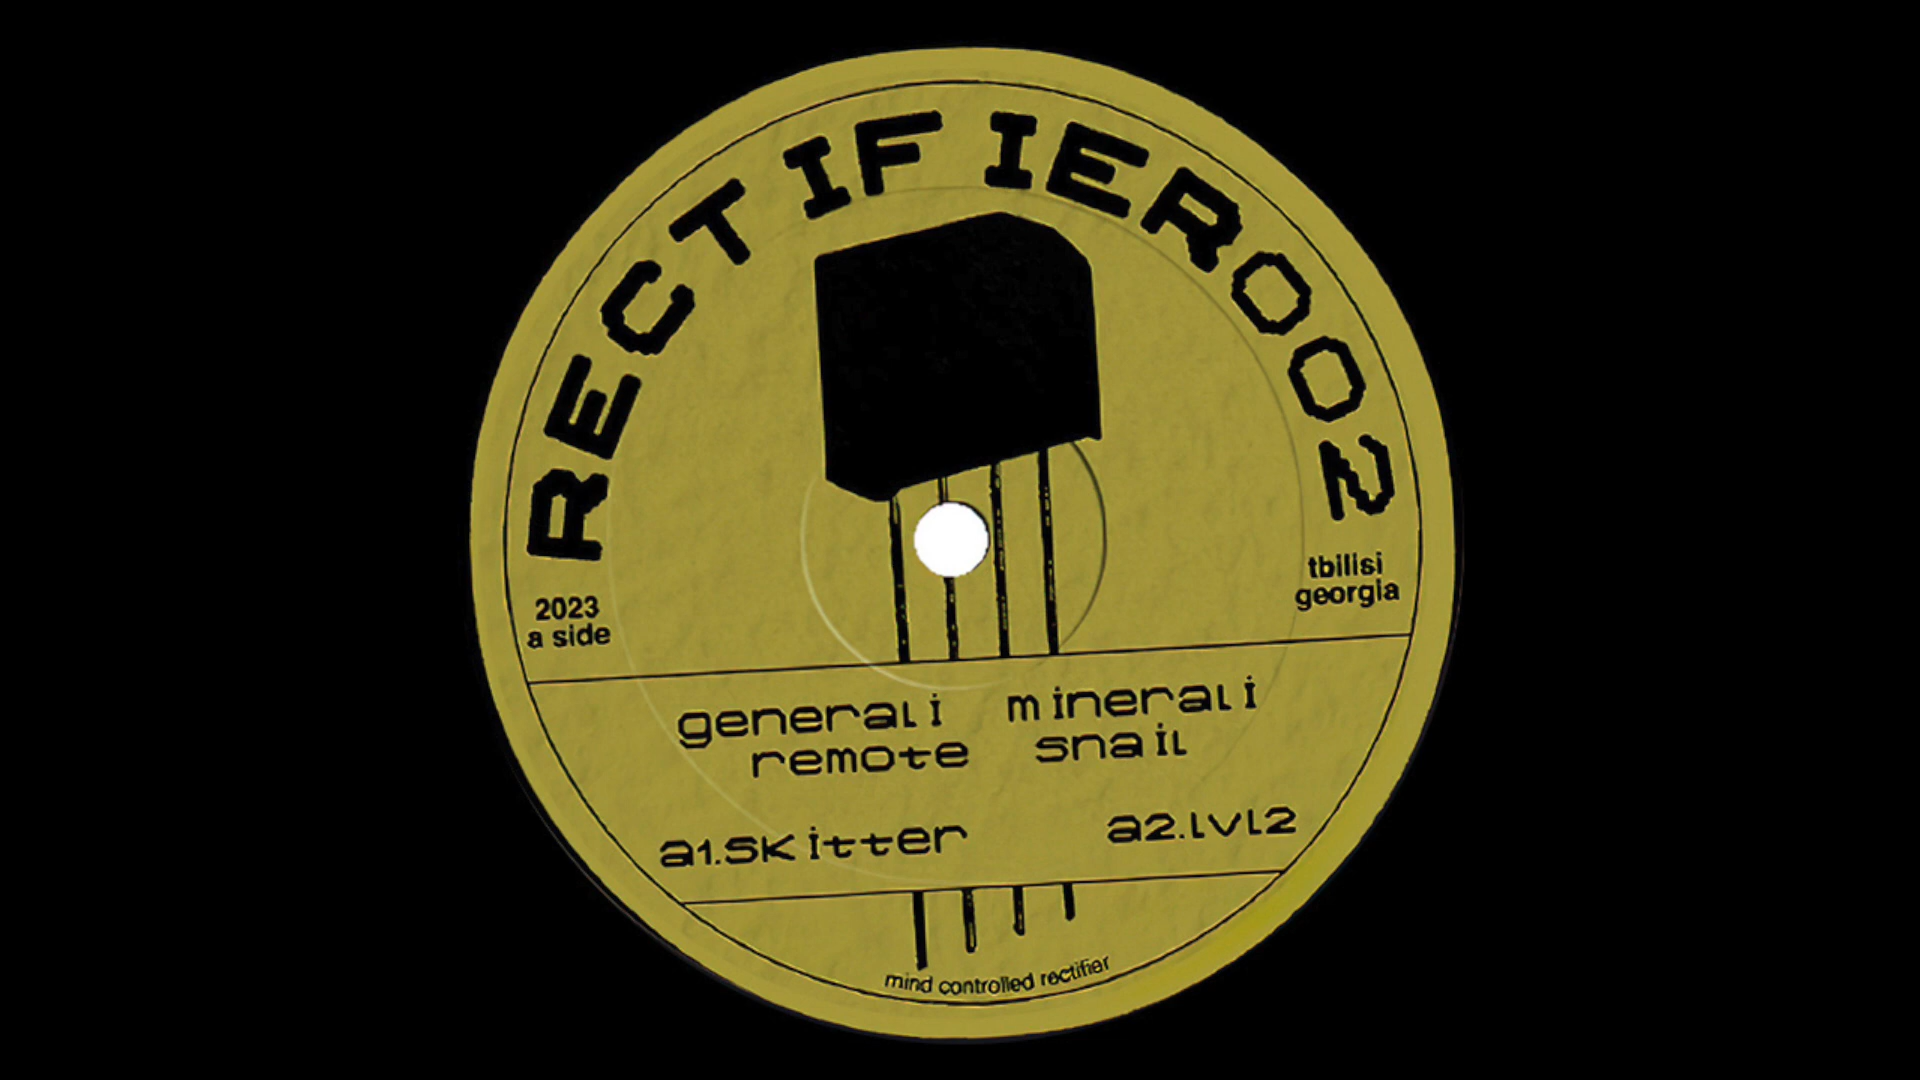 RECTIFIER002
2023
a side
tbilisi
georgia
generali minerali
remote snail
a1.skitter
a2.lvl2
mind controlled rectifier